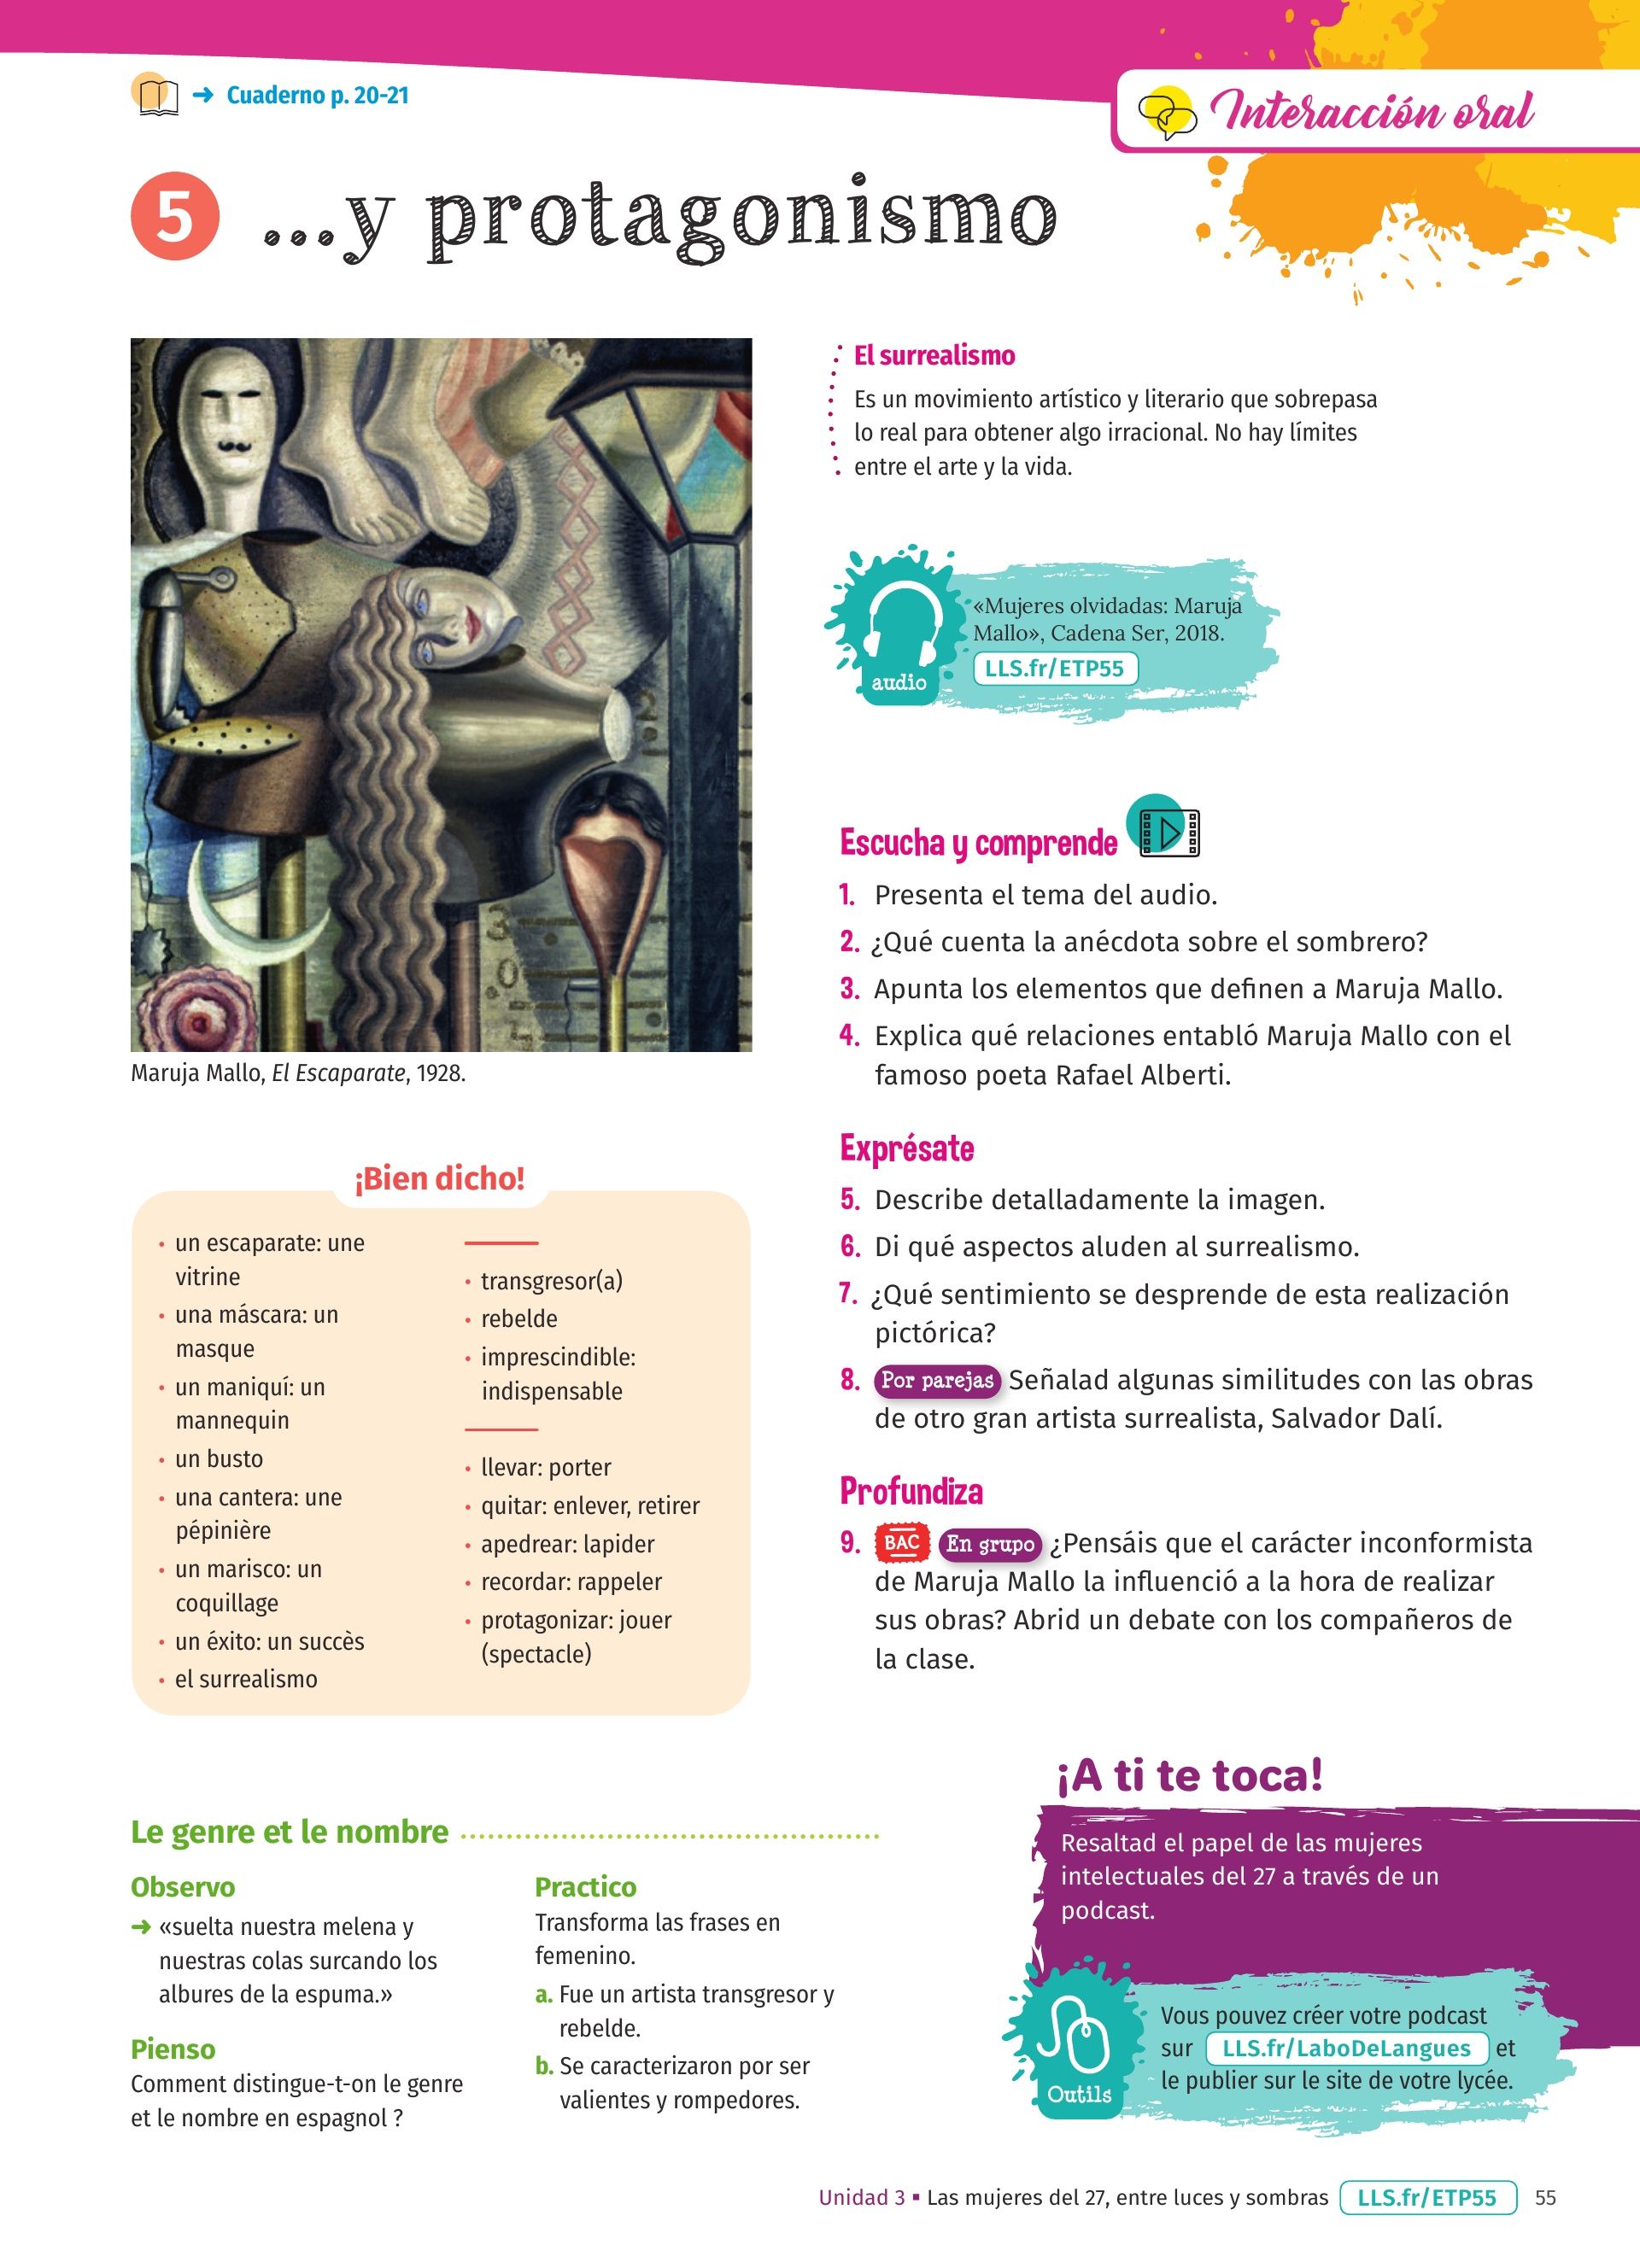 → Cuaderno p. 20-21
Interacción oral
5 ...y protagonismo
Maruja Mallo, El Escaparate, 1928.
El surrealismo
Es un movimiento artístico y literario que sobrepasa
lo real para obtener algo irracional. No hay límites
entre el arte y la vida.
audio
«Mujeres olvidadas: Maruja
Mallo», Cadena Ser, 2018.
LLS.fr/ETP55
Escucha y comprende
1. Presenta el tema del audio.
2. ¿Qué cuenta la anécdota sobre el sombrero?
3. Apunta los elementos que definen a Maruja Mallo.
4. Explica qué relaciones entabló Maruja Mallo con el
famoso poeta Rafael Alberti.
Exprésate
5. Describe detalladamente la imagen.
6. Di qué aspectos aluden al surrealismo.
7. ¿Qué sentimiento se desprende de esta realización
pictórica?
8. Por parejas Señalad algunas similitudes con las obras
de otro gran artista surrealista, Salvador Dalí.
Profundiza
9. BAC En grupo ¿Pensáis que el carácter inconformista
de Maruja Mallo la influenció a la hora de realizar
sus obras? Abrid un debate con los compañeros de
la clase.
¡Bien dicho!
• un escaparate: une
vitrine
• una máscara: un
masque
• un maniquí: un
mannequin
• un busto
• una cantera: une
pépinière
• un marisco: un
coquillage
• un éxito: un succès
• el surrealismo
• transgresor(a)
• rebelde
• imprescindible:
indispensable
• llevar: porter
• quitar: enlever, retirer
• apedrear: lapider
• recordar: rappeler
• protagonizar: jouer
(spectacle)
Le genre et le nombre
Observo
→ «suelta nuestra melena y
nuestras colas surcando los
albures de la espuma.»
Pienso
Comment distingue-t-on le genre
et le nombre en espagnol ?
Practico
Transforma las frases en
femenino.
a. Fue un artista transgresor y
rebelde.
b. Se caracterizaron por ser
valientes y rompedores.
¡A ti te toca!
Resaltad el papel de las mujeres
intelectuales del 27 a través de un
podcast.
Outils
Vous pouvez créer votre podcast
sur LLS.fr/LaboDeLangues et
le publier sur le site de votre lycée.
Unidad 3 ▪ Las mujeres del 27, entre luces y sombras LLS.fr/ETP55 55